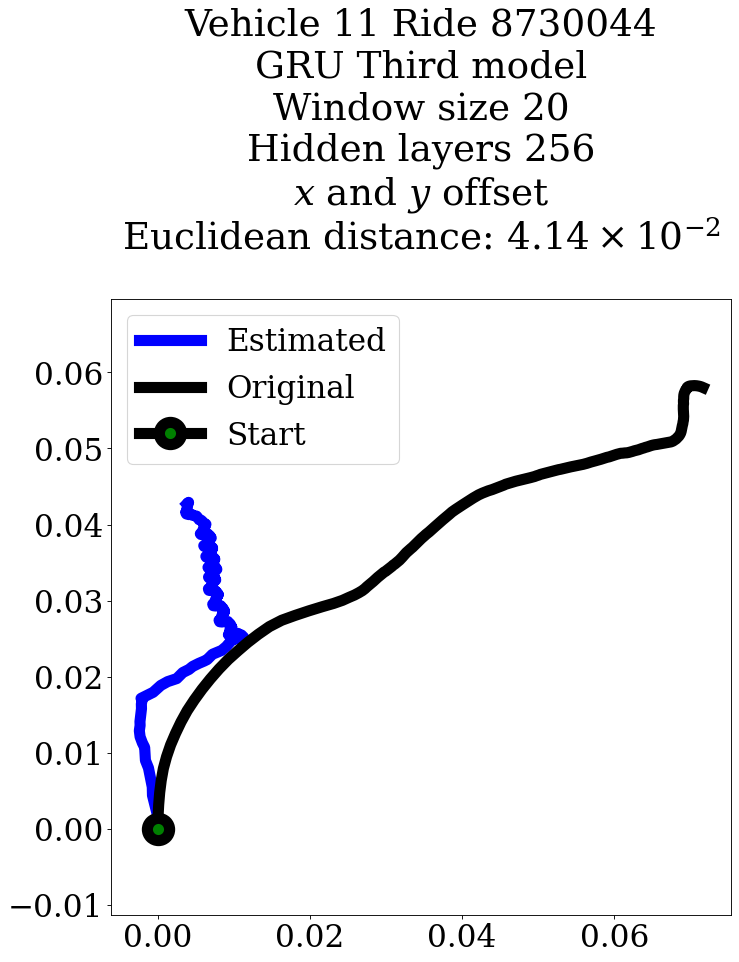 Vehicle 11 Ride 8730044
GRU Third model
Window size 20
Hidden layers 256
x and y offset
Euclidean distance: 4.14 × 10⁻²
Estimated
Original
Start
0.06
0.05
0.04
0.03
0.02
0.01
0.00
−0.01
0.00 0.02 0.04 0.06